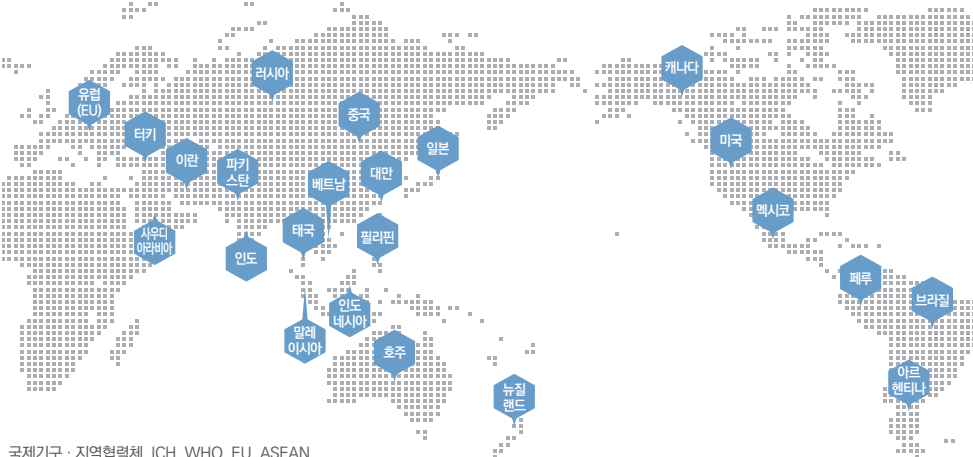 러시아
캐나다
유럽
(EU)
중국
터키
미국
일본
이란
파키
스탄
대만
베트남
멕시코
태국
필리핀
사우디
아라비아
인도
페루
브라질
인도
네시아
말레
이시아
호주
아르
헨티나
뉴질
랜드
국제기구 · 지역협력체 ICH, WHO, EU, ASEAN